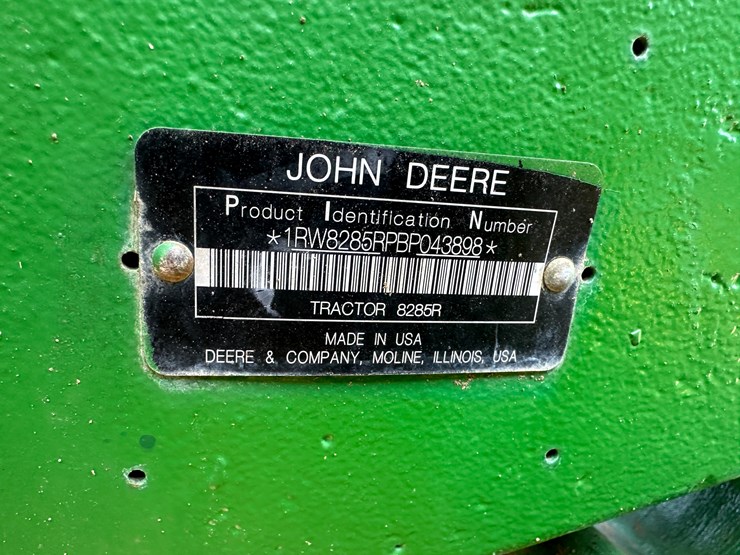 JOHN DEERE
Product Identification Number
*1RW8285RPBP043898*
TRACTOR 8285R
MADE IN USA
DEERE & COMPANY, MOLINE, ILLINOIS, USA